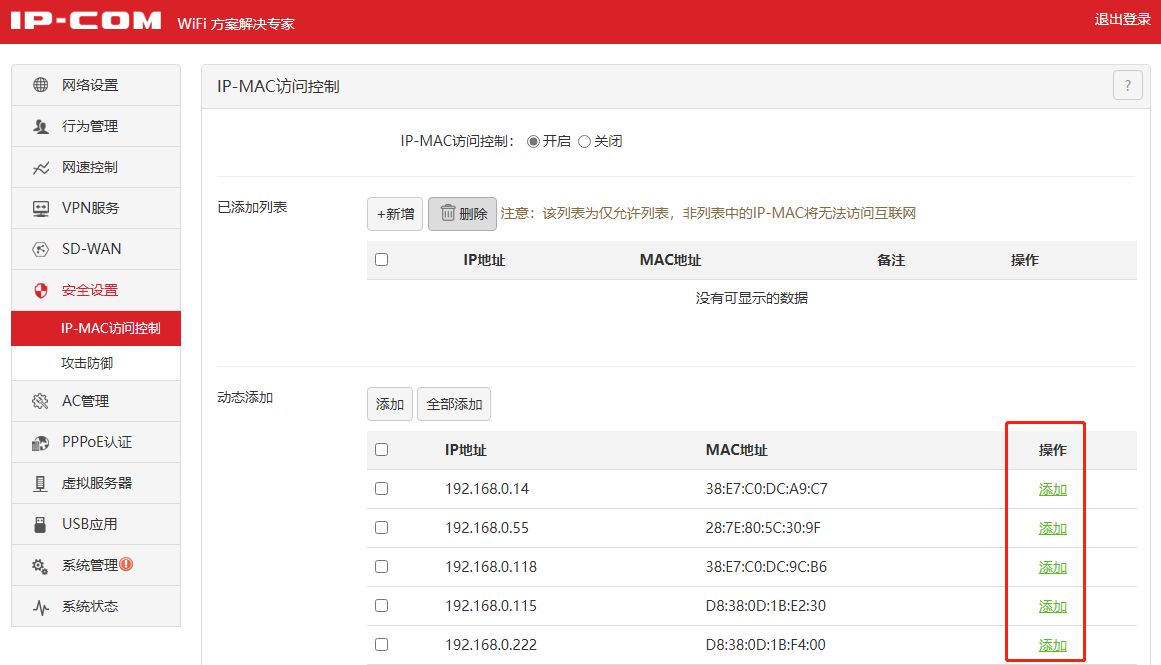 IP-COM WiFi 方案解决专家 退出登录
网络设置
行为管理
网速控制
VPN服务
SD-WAN
安全设置
IP-MAC访问控制
攻击防御
AC管理
PPPoE认证
虚拟服务器
USB应用
系统管理
系统状态
IP-MAC访问控制 ?
IP-MAC访问控制： 开启 关闭
已添加列表 +新增 删除 注意：该列表为仅允许列表，非列表中的IP-MAC将无法访问互联网
IP地址 MAC地址 备注 操作
没有可显示的数据
动态添加 添加 全部添加
IP地址 MAC地址 操作
192.168.0.14 38:E7:C0:DC:A9:C7 添加
192.168.0.55 28:7E:80:5C:30:9F 添加
192.168.0.118 38:E7:C0:DC:9C:B6 添加
192.168.0.115 D8:38:0D:1B:E2:30 添加
192.168.0.222 D8:38:0D:1B:F4:00 添加